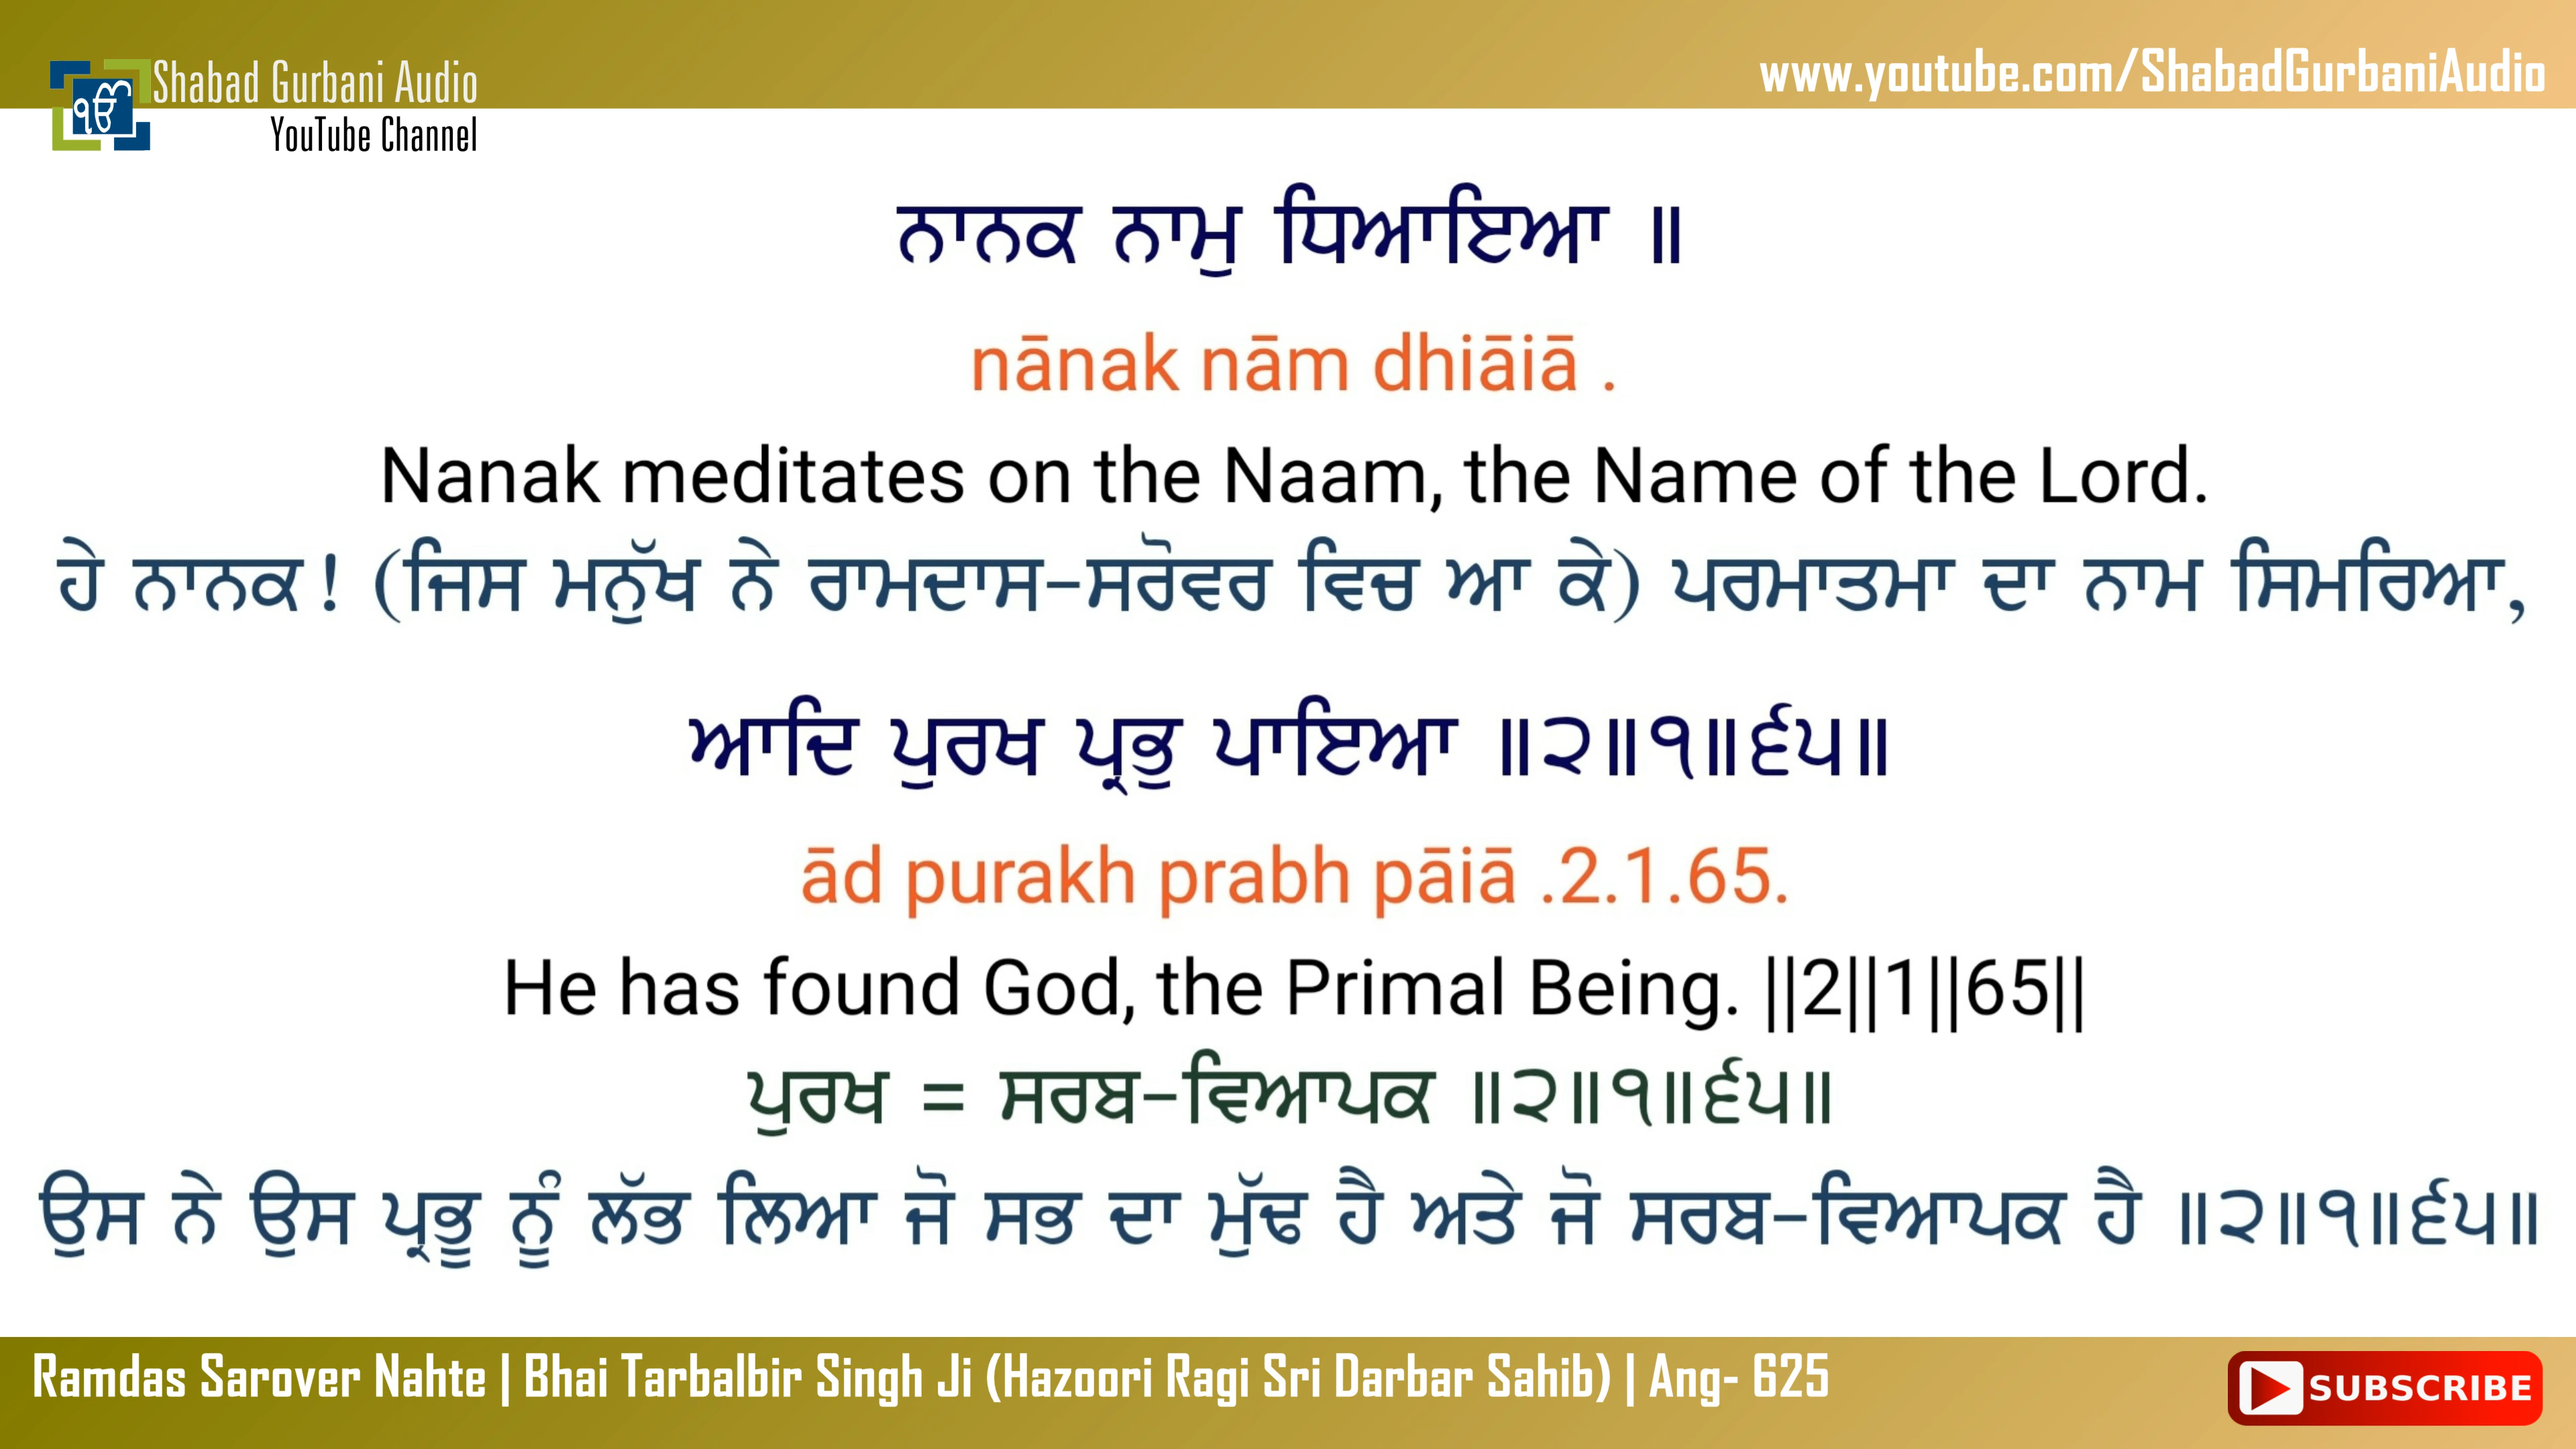 Shabad Gurbani Audio
YouTube Channel
www.youtube.com/ShabadGurbaniAudio
ੴ
ਨਾਨਕ ਨਾਮੁ ਧਿਆਇਆ ॥
nānak nām dhiāiā .
Nanak meditates on the Naam, the Name of the Lord.
ਹੇ ਨਾਨਕ! (ਜਿਸ ਮਨੁੱਖ ਨੇ ਰਾਮਦਾਸ-ਸਰੋਵਰ ਵਿਚ ਆ ਕੇ) ਪਰਮਾਤਮਾ ਦਾ ਨਾਮ ਸਿਮਰਿਆ,
ਆਦਿ ਪੁਰਖ ਪ੍ਰਭੁ ਪਾਇਆ ॥੨॥੧॥੬੫॥
ād purakh prabh pāiā .2.1.65.
He has found God, the Primal Being. ||2||1||65||
ਪੁਰਖ = ਸਰਬ-ਵਿਆਪਕ ॥੨॥੧॥੬੫॥
ਉਸ ਨੇ ਉਸ ਪ੍ਰਭੂ ਨੂੰ ਲੱਭ ਲਿਆ ਜੋ ਸਭ ਦਾ ਮੁੱਢ ਹੈ ਅਤੇ ਜੋ ਸਰਬ-ਵਿਆਪਕ ਹੈ ॥੨॥੧॥੬੫॥
Ramdas Sarover Nahte | Bhai Tarbalbir Singh Ji (Hazoori Ragi Sri Darbar Sahib) | Ang- 625
SUBSCRIBE